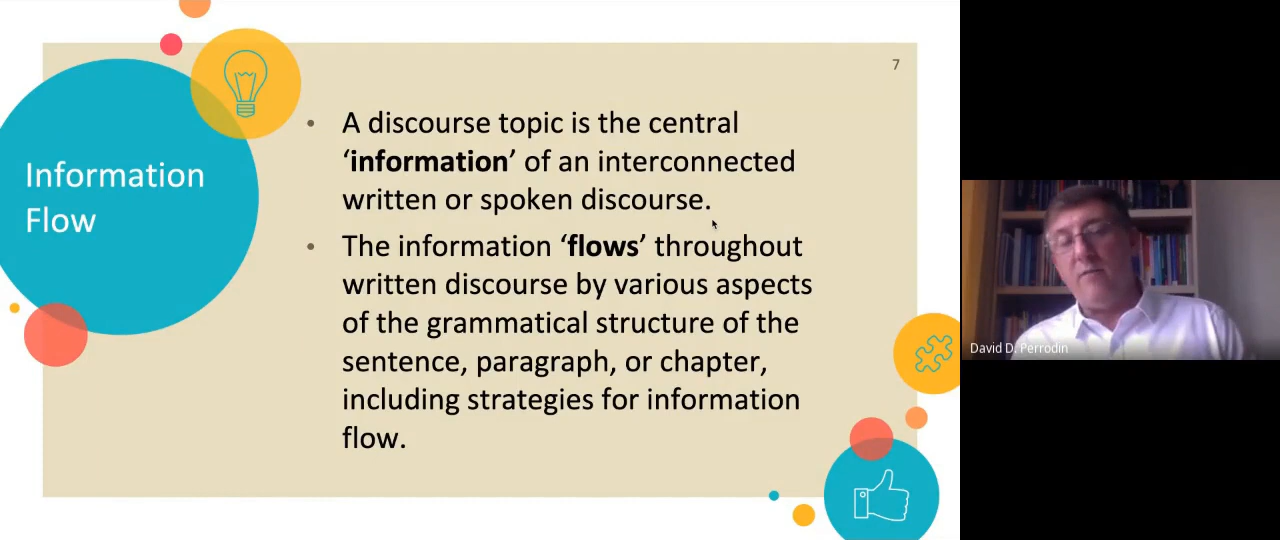 7
Information
Flow
• A discourse topic is the central
‘information’ of an interconnected
written or spoken discourse.
• The information ‘flows’ throughout
written discourse by various aspects
of the grammatical structure of the
sentence, paragraph, or chapter,
including strategies for information
flow.
David D. Perrodin